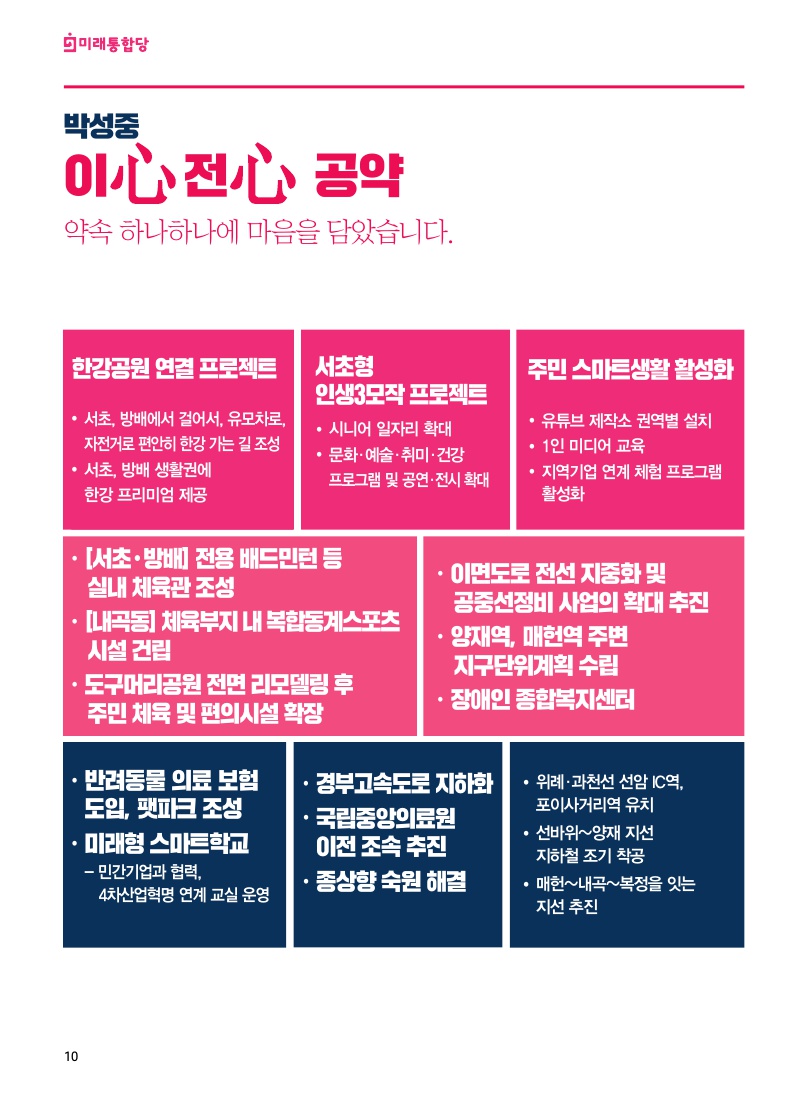 미래통합당
박성중
이心전心 공약
약속 하나하나에 마음을 담았습니다.
한강공원 연결 프로젝트
• 서초, 방배에서 걸어서, 유모차로,
자전거로 편안히 한강 가는 길 조성
• 서초, 방배 생활권에
한강 프리미엄 제공
서초형
인생3모작 프로젝트
• 시니어 일자리 확대
• 문화·예술·취미·건강
프로그램 및 공연·전시 확대
주민 스마트생활 활성화
• 유튜브 제작소 권역별 설치
• 1인 미디어 교육
• 지역기업 연계 체험 프로그램
활성화
· [서초·방배] 전용 배드민턴 등
실내 체육관 조성
· [내곡동] 체육부지 내 복합동계스포츠
시설 건립
· 도구머리공원 전면 리모델링 후
주민 체육 및 편의시설 확장
· 이면도로 전선 지중화 및
공중선정비 사업의 확대 추진
· 양재역, 매헌역 주변
지구단위계획 수립
· 장애인 종합복지센터
· 반려동물 의료 보험
도입, 팻파크 조성
· 미래형 스마트학교
– 민간기업과 협력,
4차산업혁명 연계 교실 운영
· 경부고속도로 지하화
· 국립중앙의료원
이전 조속 추진
· 종상향 숙원 해결
• 위례·과천선 선암 IC역,
포이사거리역 유치
• 선바위~양재 지선
지하철 조기 착공
• 매헌~내곡~복정을 잇는
지선 추진
10